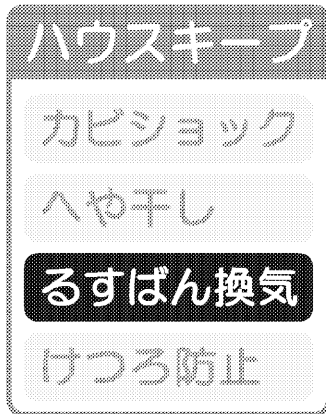 ハウスキープ
カビショック
へや干し
るすばん換気
けつろ防止